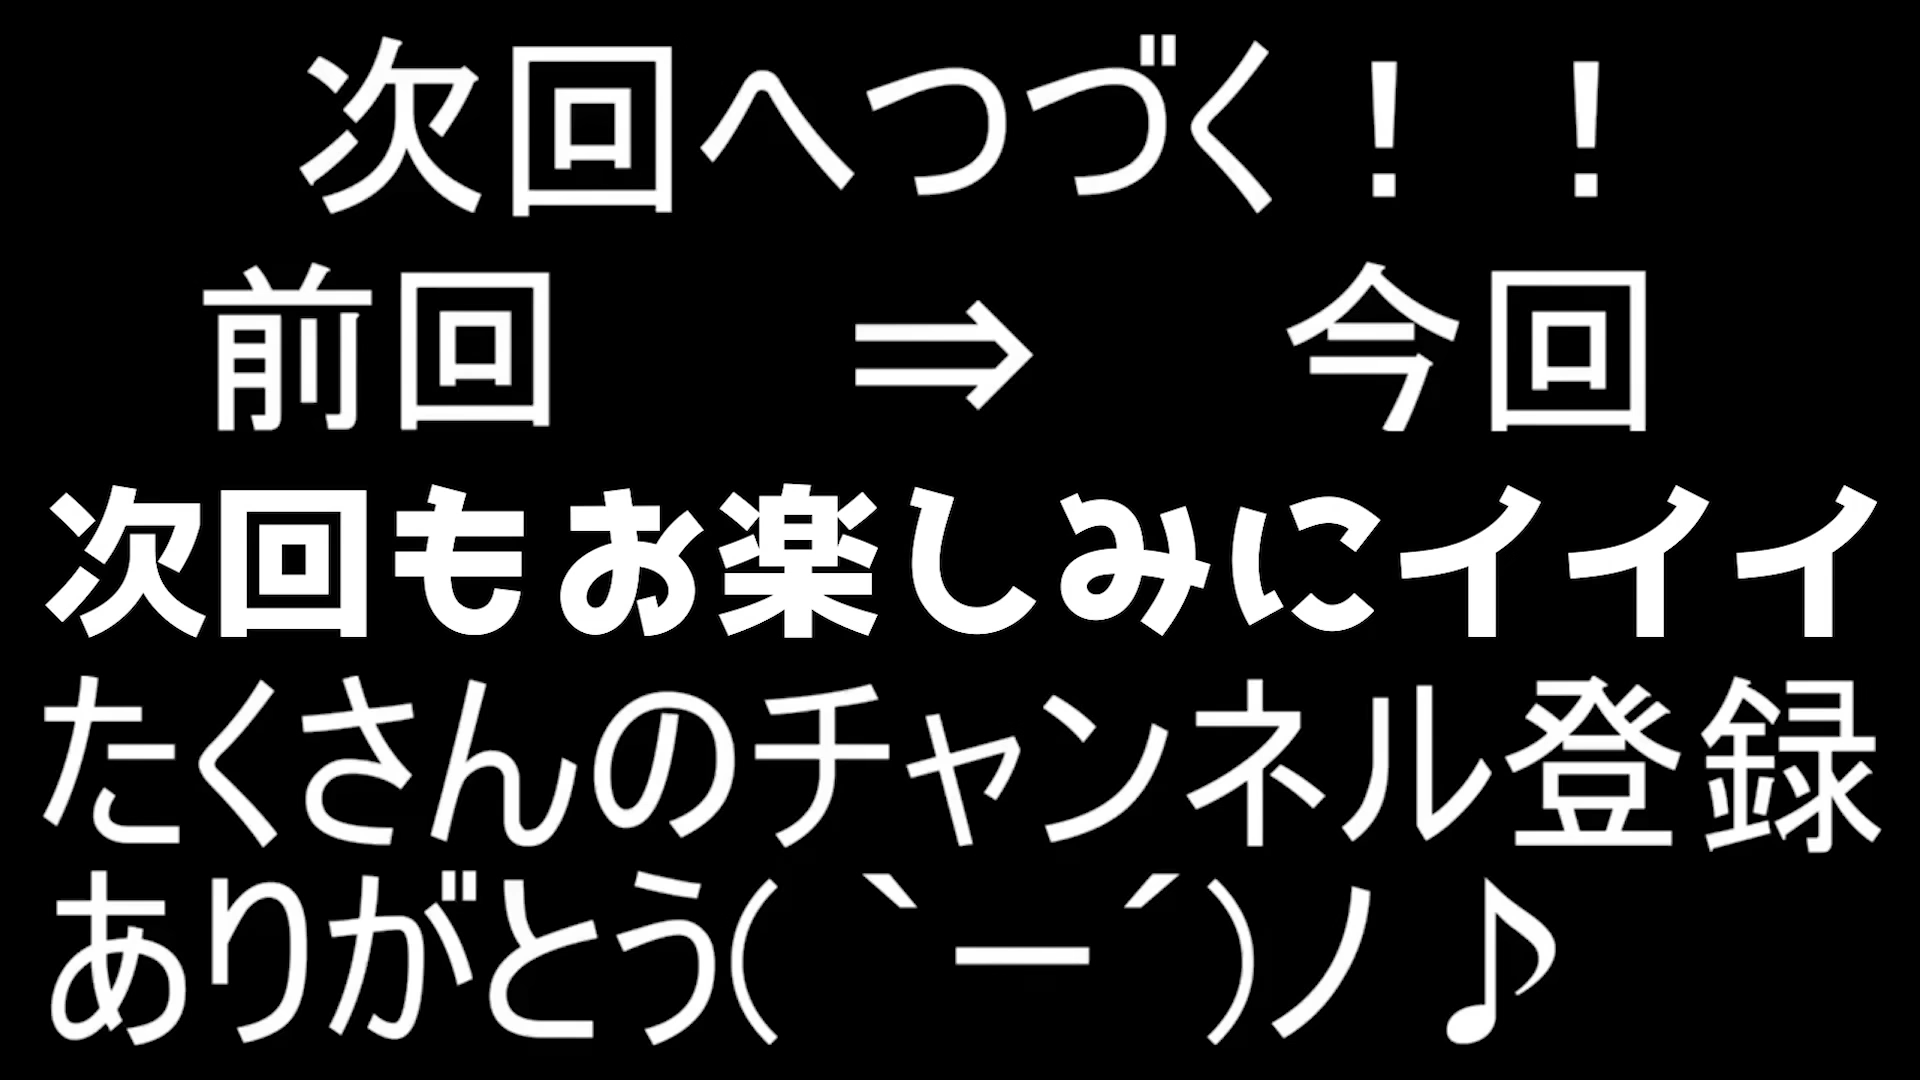 次回へつづく！！
前回　⇒　今回
次回もお楽しみにイイイ
たくさんのチャンネル登録
ありがとう( ｀ー´)ノ♪